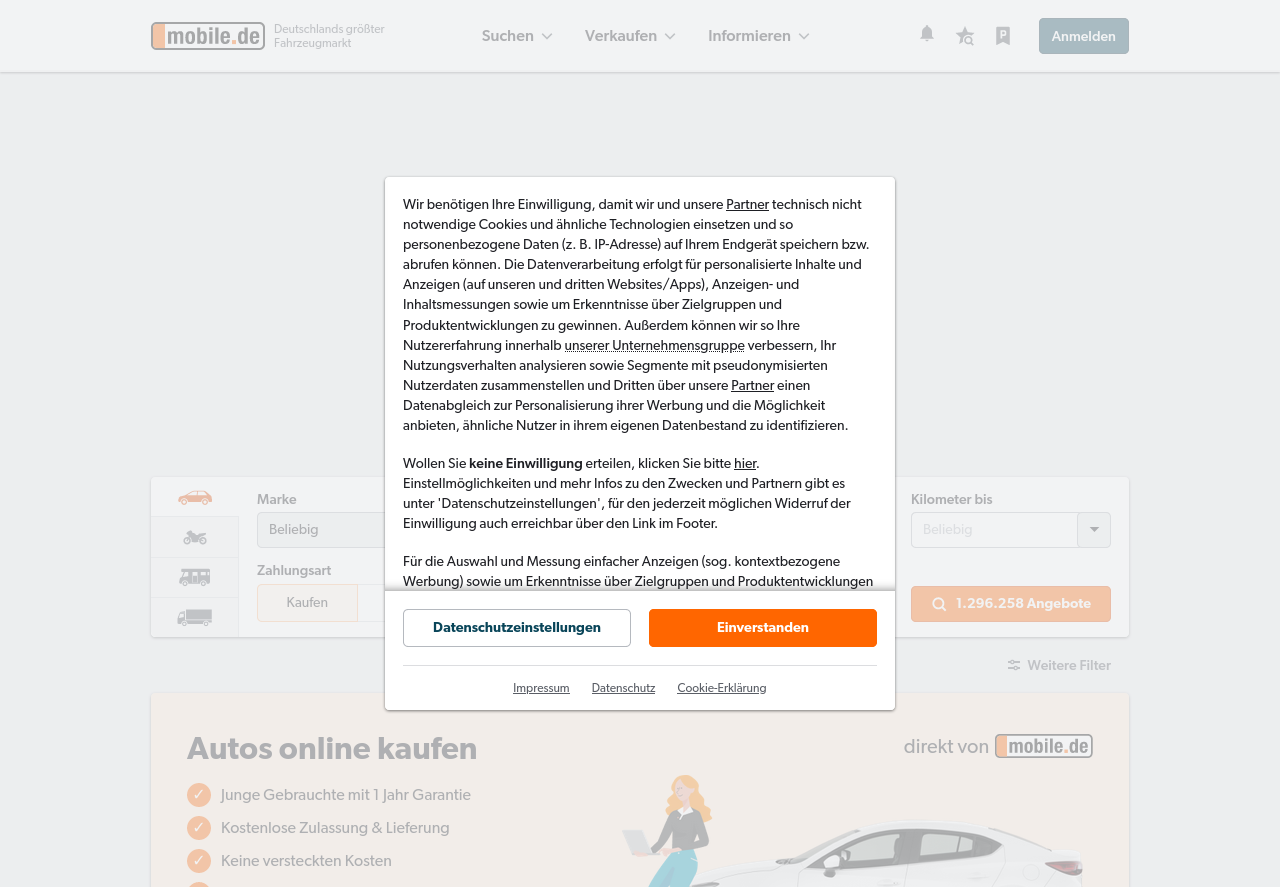 mobile.de
Deutschlands größter
Fahrzeugmarkt
Suchen
Verkaufen
Informieren
Anmelden
Wir benötigen Ihre Einwilligung, damit wir und unsere Partner technisch nicht
notwendige Cookies und ähnliche Technologien einsetzen und so
personenbezogene Daten (z. B. IP-Adresse) auf Ihrem Endgerät speichern bzw.
abrufen können. Die Datenverarbeitung erfolgt für personalisierte Inhalte und
Anzeigen (auf unseren und dritten Websites/Apps), Anzeigen- und
Inhaltsmessungen sowie um Erkenntnisse über Zielgruppen und
Produktentwicklungen zu gewinnen. Außerdem können wir so Ihre
Nutzererfahrung innerhalb unserer Unternehmensgruppe verbessern, Ihr
Nutzungsverhalten analysieren sowie Segmente mit pseudonymisierten
Nutzerdaten zusammenstellen und Dritten über unsere Partner einen
Datenabgleich zur Personalisierung ihrer Werbung und die Möglichkeit
anbieten, ähnliche Nutzer in ihrem eigenen Datenbestand zu identifizieren.
Wollen Sie keine Einwilligung erteilen, klicken Sie bitte hier.
Einstellmöglichkeiten und mehr Infos zu den Zwecken und Partnern gibt es
unter 'Datenschutzeinstellungen', für den jederzeit möglichen Widerruf der
Einwilligung auch erreichbar über den Link im Footer.
Für die Auswahl und Messung einfacher Anzeigen (sog. kontextbezogene
Werbung) sowie um Erkenntnisse über Zielgruppen und Produktentwicklungen
Datenschutzeinstellungen
Einverstanden
Impressum
Datenschutz
Cookie-Erklärung
Marke
Beliebig
Zahlungsart
Kaufen
Kilometer bis
Beliebig
1.296.258 Angebote
Weitere Filter
Autos online kaufen
direkt von mobile.de
Junge Gebrauchte mit 1 Jahr Garantie
Kostenlose Zulassung & Lieferung
Keine versteckten Kosten